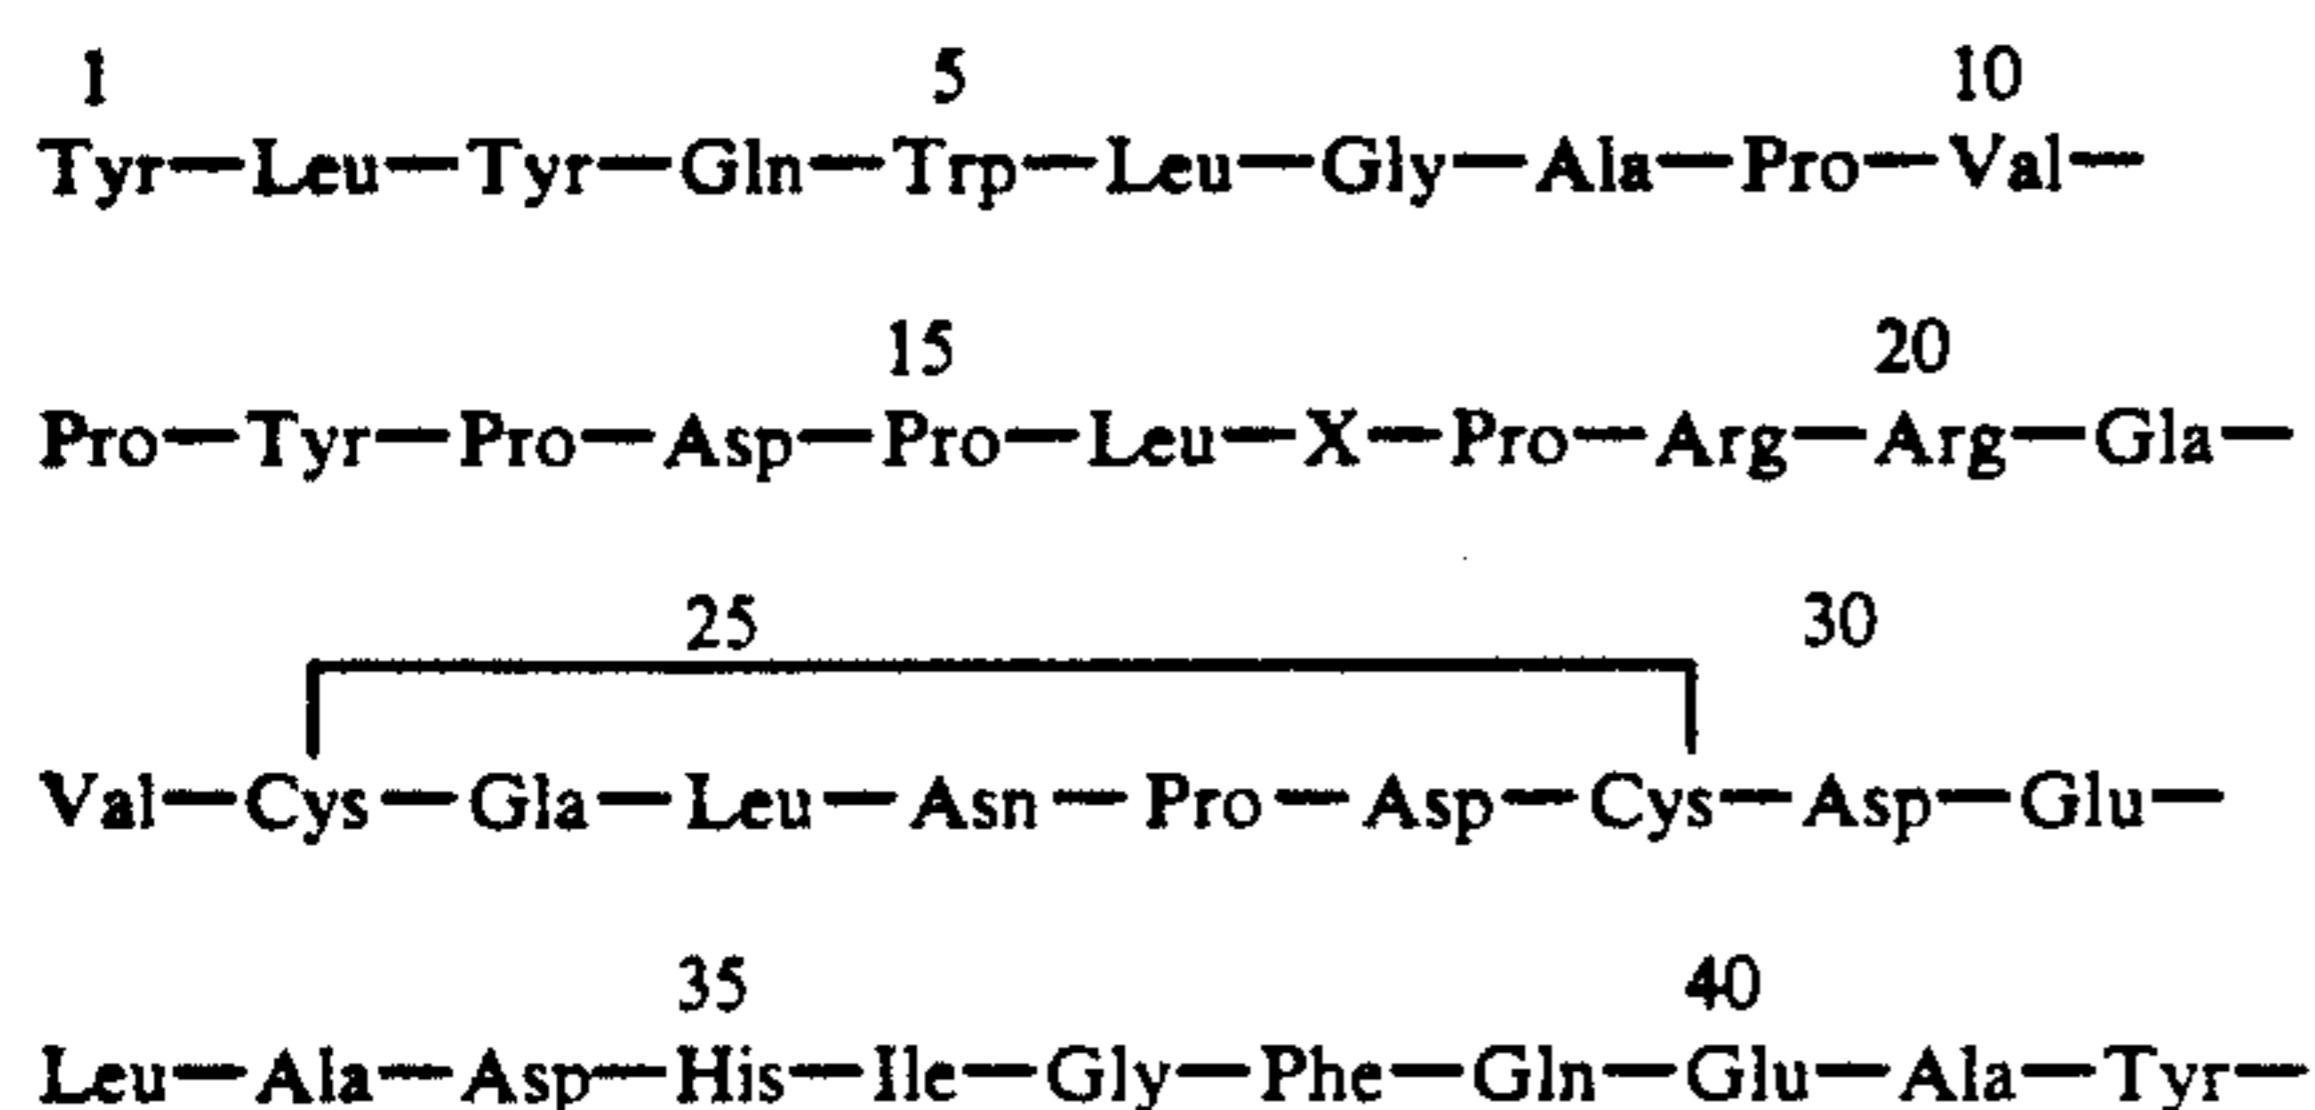 1 5 10
Tyr—Leu—Tyr—Gln—Trp—Leu—Gly—Ala—Pro—Val—
15 20
Pro—Tyr—Pro—Asp—Pro—Leu—X—Pro—Arg—Arg—Gla—
25 30
Val—Cys—Gla—Leu—Asn—Pro—Asp—Cys—Asp—Glu—
35 40
Leu—Ala—Asp—His—Ile—Gly—Phe—Gln—Glu—Ala—Tyr—